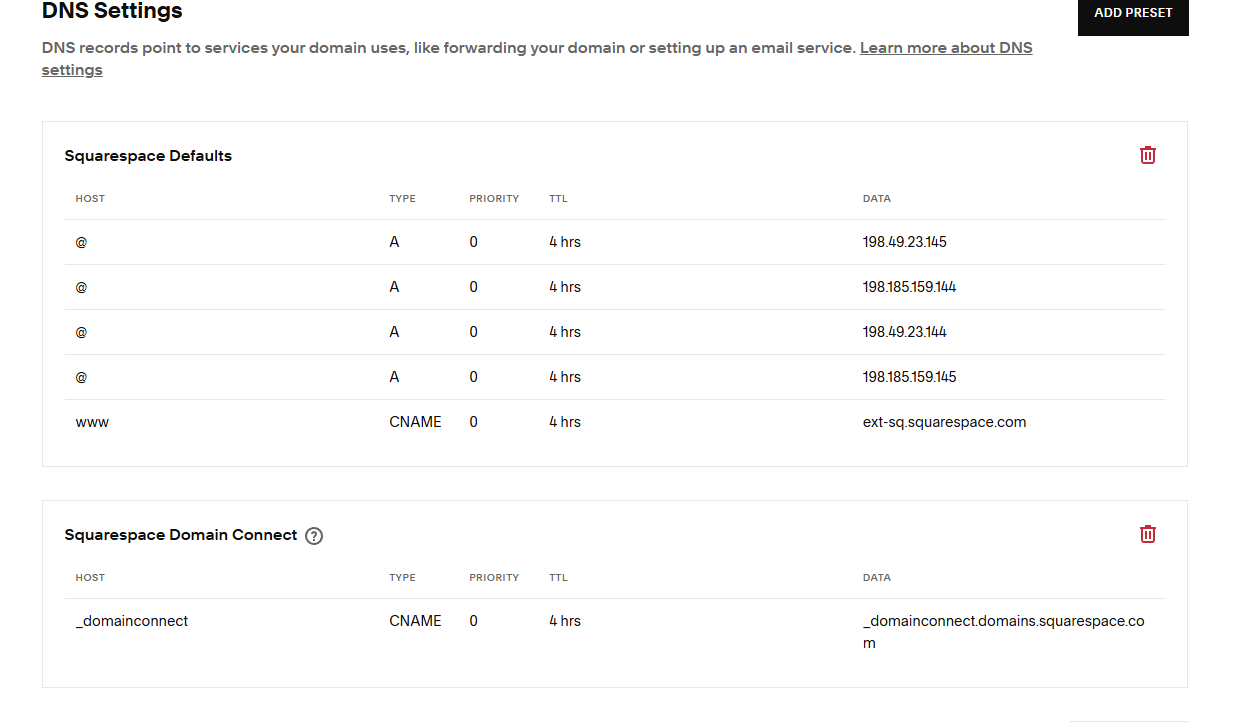 DNS Settings
ADD PRESET
DNS records point to services your domain uses, like forwarding your domain or setting up an email service. Learn more about DNS
settings
Squarespace Defaults
HOST TYPE PRIORITY TTL DATA
@ A 0 4 hrs 198.49.23.145
@ A 0 4 hrs 198.185.159.144
@ A 0 4 hrs 198.49.23.144
@ A 0 4 hrs 198.185.159.145
www CNAME 0 4 hrs ext-sq.squarespace.com
Squarespace Domain Connect ?
HOST TYPE PRIORITY TTL DATA
_domainconnect CNAME 0 4 hrs _domainconnect.domains.squarespace.co
m